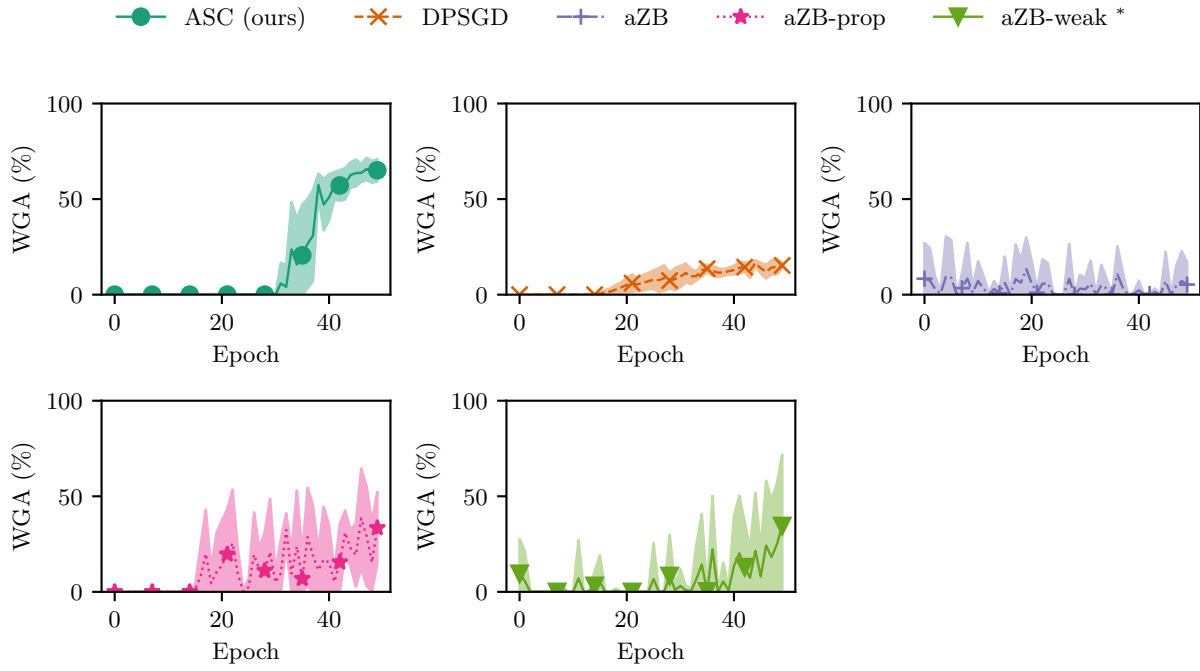 ASC (ours) DPSGD aZB aZB-prop aZB-weak *
100 100 100
50 50 50
0 0 0
WGA (%) WGA (%) WGA (%)
0 20 40 0 20 40 0 20 40
Epoch Epoch Epoch
100 100
50 50
0 0
WGA (%) WGA (%)
0 20 40 0 20 40
Epoch Epoch